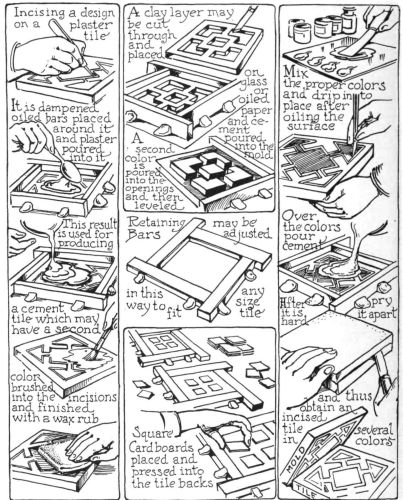 Incising a design
on a plaster
tile
It is dampened
oiled bars placed
around it
and plaster
poured
into it
This result
is used for
producing
a cement
tile which may
have a second
color
brushed
into the incisions
and finished
with a wax rub
A clay layer may
be cut
through
and
placed
on
glass
or
oiled
paper
and ce-
ment
poured
into the
mold
A
second
color
is
poured
into the
openings
and then
leveled
Retaining may be
Bars adjusted
in this any
way to fit size
tile
Square
Cardboards
placed and
pressed into
the tile backs
Mix
the proper colors
and drip into
place after
oiling the
surface
Over
the colors
pour
cement
After spry
it is it apart
hard
and thus
obtain an
incised
tile
in several
colors
MOLD
TILE